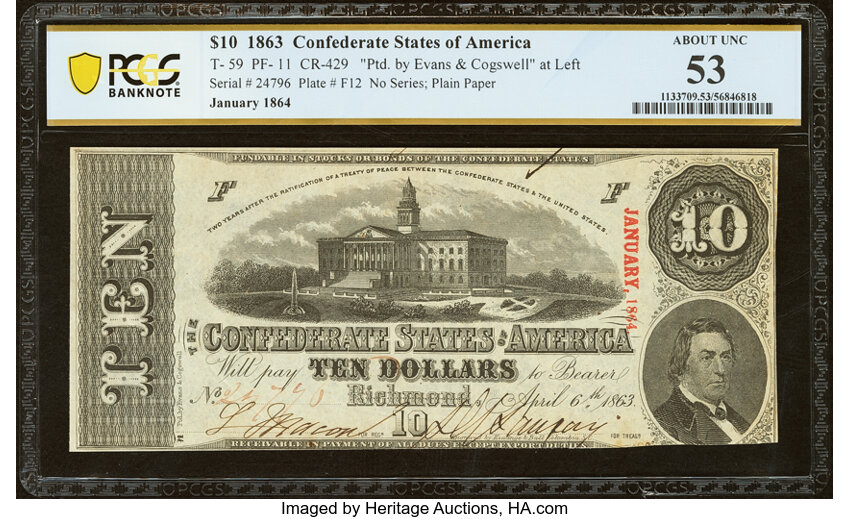 PCGS
BANKNOTE
$10 1863 Confederate States of America
T- 59 PF- 11 CR-429 "Ptd. by Evans & Cogswell" at Left
Serial # 24796 Plate # F12 No Series; Plain Paper
January 1864
ABOUT UNC
53
1133709.53/56846818
FUNDABLE IN STOCKS OR BONDS OF THE CONFEDERATE STATES
TWO YEARS AFTER THE RATIFICATION OF A TREATY OF PEACE BETWEEN THE CONFEDERATE STATES & THE UNITED STATES.
F
F
TEN
10
JANUARY, 1864
THE
CONFEDERATE STATES OF AMERICA
Will pay TEN DOLLARS to Bearer
No
Richmond, April 6th 1863
10
FOR TREASR
Ptd. by Evans & Cogswell
RECEIVABLE IN PAYMENT OF ALL DUES EXCEPT EXPORT DUTIES.
Imaged by Heritage Auctions, HA.com